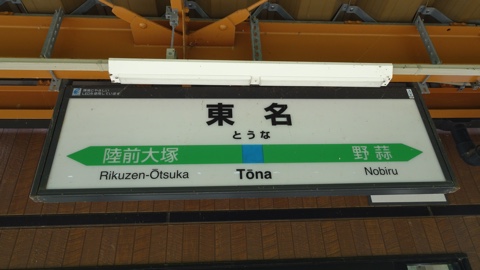 東名
とうな
陸前大塚 野蒜
Rikuzen-Ōtsuka Tōna Nobiru